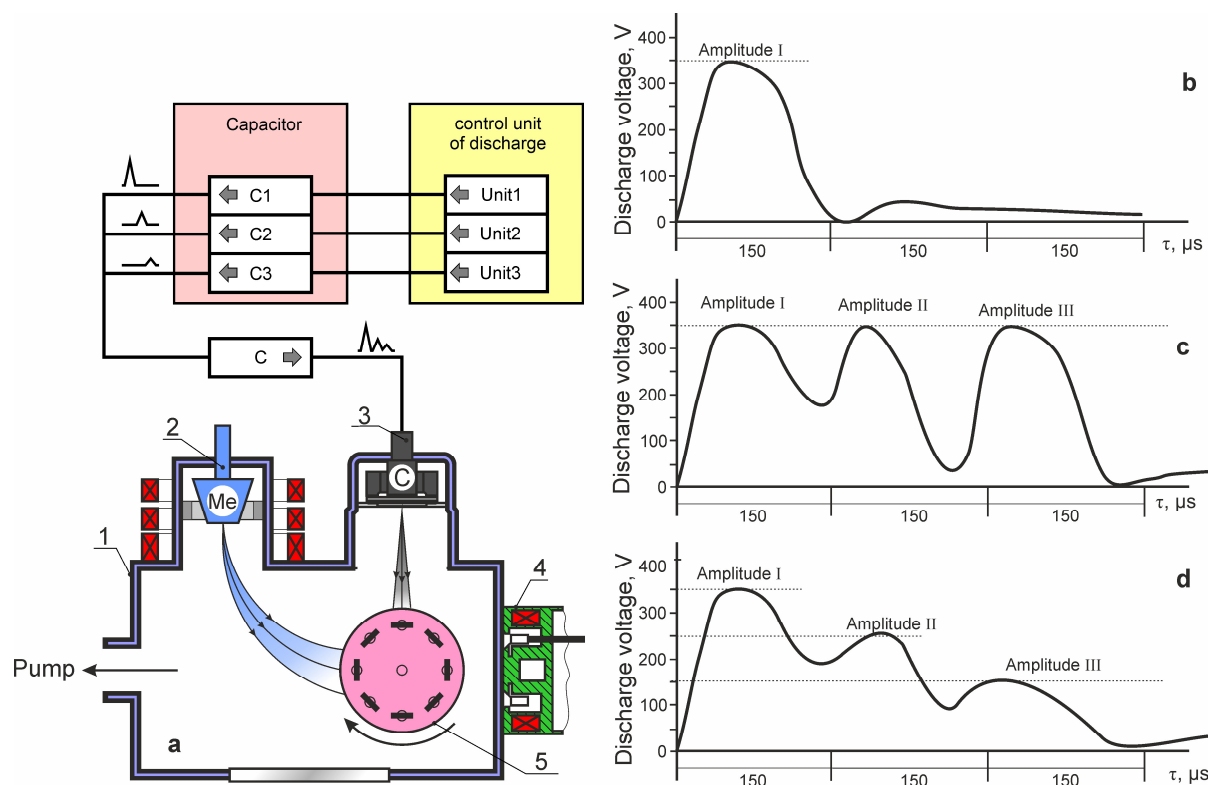 Capacitor
control unit
of discharge
C1
Unit1
C2
Unit2
C3
Unit3
C
3
2
C
Me
1
4
Pump
a
5
Discharge voltage, V
400
300
200
100
0
Amplitude I
b
150
150
150
τ, µs
Discharge voltage, V
400
300
200
100
0
Amplitude I
Amplitude II
Amplitude III
c
150
150
150
τ, µs
Discharge voltage, V
400
300
200
100
0
Amplitude I
Amplitude II
Amplitude III
d
150
150
150
τ, µs